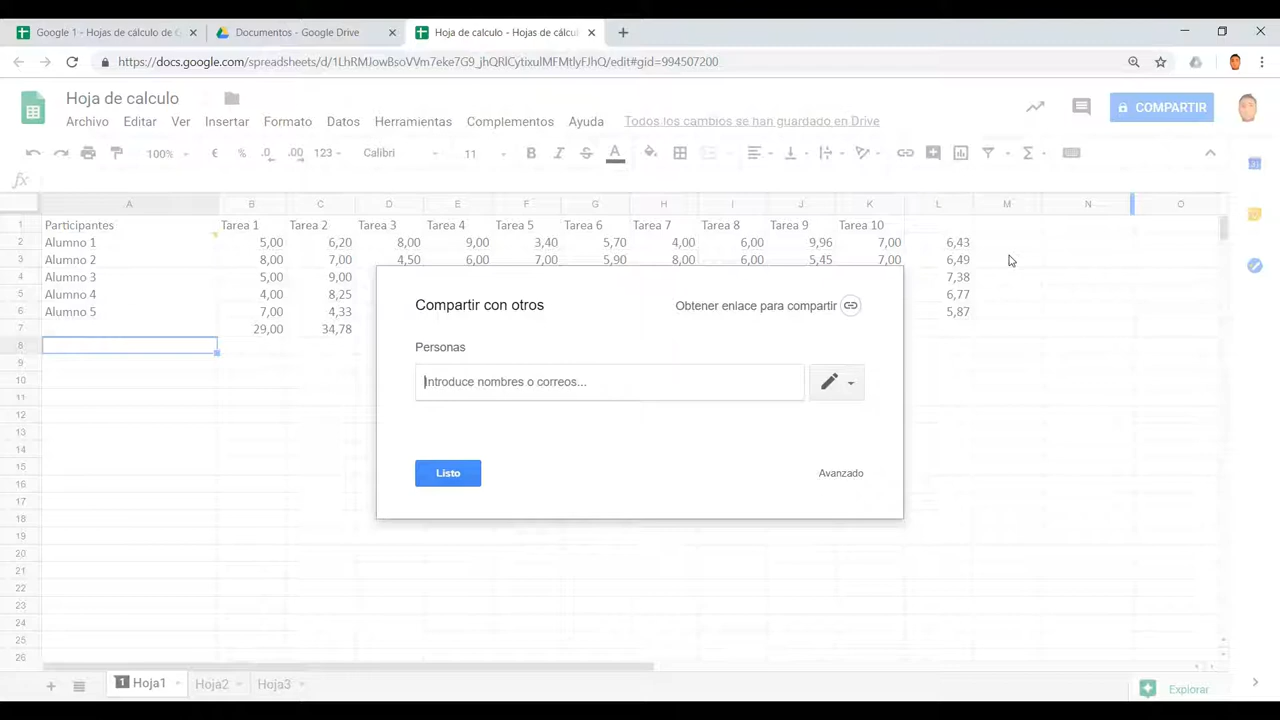 Google 1 - Hojas de cálculo de G
Documentos - Google Drive
Hoja de calculo - Hojas de cálcul
https://docs.google.com/spreadsheets/d/1LhRMJowBsoVVm7eke7G9_jhQRlCytixdtMFMtlyFJhQ/edit#gid=994507200
Hoja de calculo
COMPARTIR
Archivo Editar Ver Insertar Formato Datos Herramientas Complementos Ayuda Todos los cambios se han guardado en Drive
100% € % .0 .00 123 Calibri 11 B I S A Σ
fx
A B C D E F G H I J K L M N O
1 Participantes Tarea 1 Tarea 2 Tarea 3 Tarea 4 Tarea 5 Tarea 6 Tarea 7 Tarea 8 Tarea 9 Tarea 10
2 Alumno 1 5,00 6,20 8,00 9,00 3,40 5,70 4,00 6,00 9,96 7,00 6,43
3 Alumno 2 8,00 7,00 4,50 6,00 7,00 5,90 8,00 6,00 5,45 7,00 6,49
4 Alumno 3 5,00 9,00 7,38
5 Alumno 4 4,00 8,25 6,77
6 Alumno 5 7,00 4,33 5,87
7 29,00 34,78
8
9
10
11
12
13
14
15
16
17
18
19
20
21
22
23
24
25
26
Compartir con otros
Obtener enlace para compartir
Personas
Introduce nombres o correos...
Listo
Avanzado
1 Hoja1 Hoja2 Hoja3
Explorar